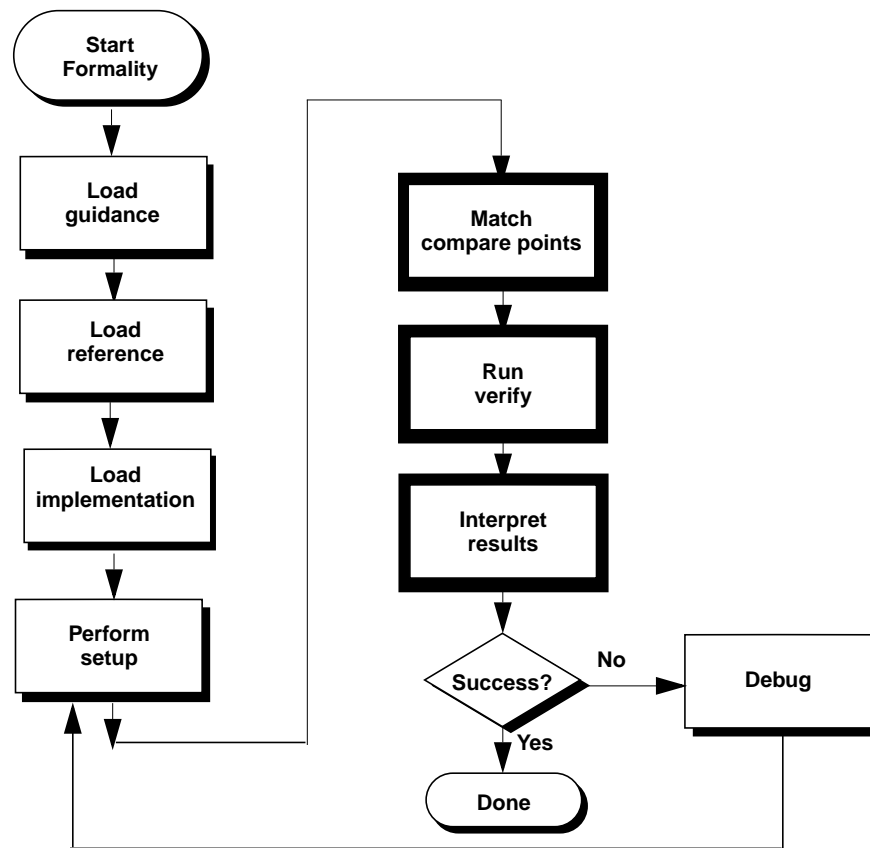 Start
Formality
Load
guidance
Load
reference
Load
implementation
Perform
setup
Match
compare points
Run
verify
Interpret
results
Success?
No
Debug
Yes
Done